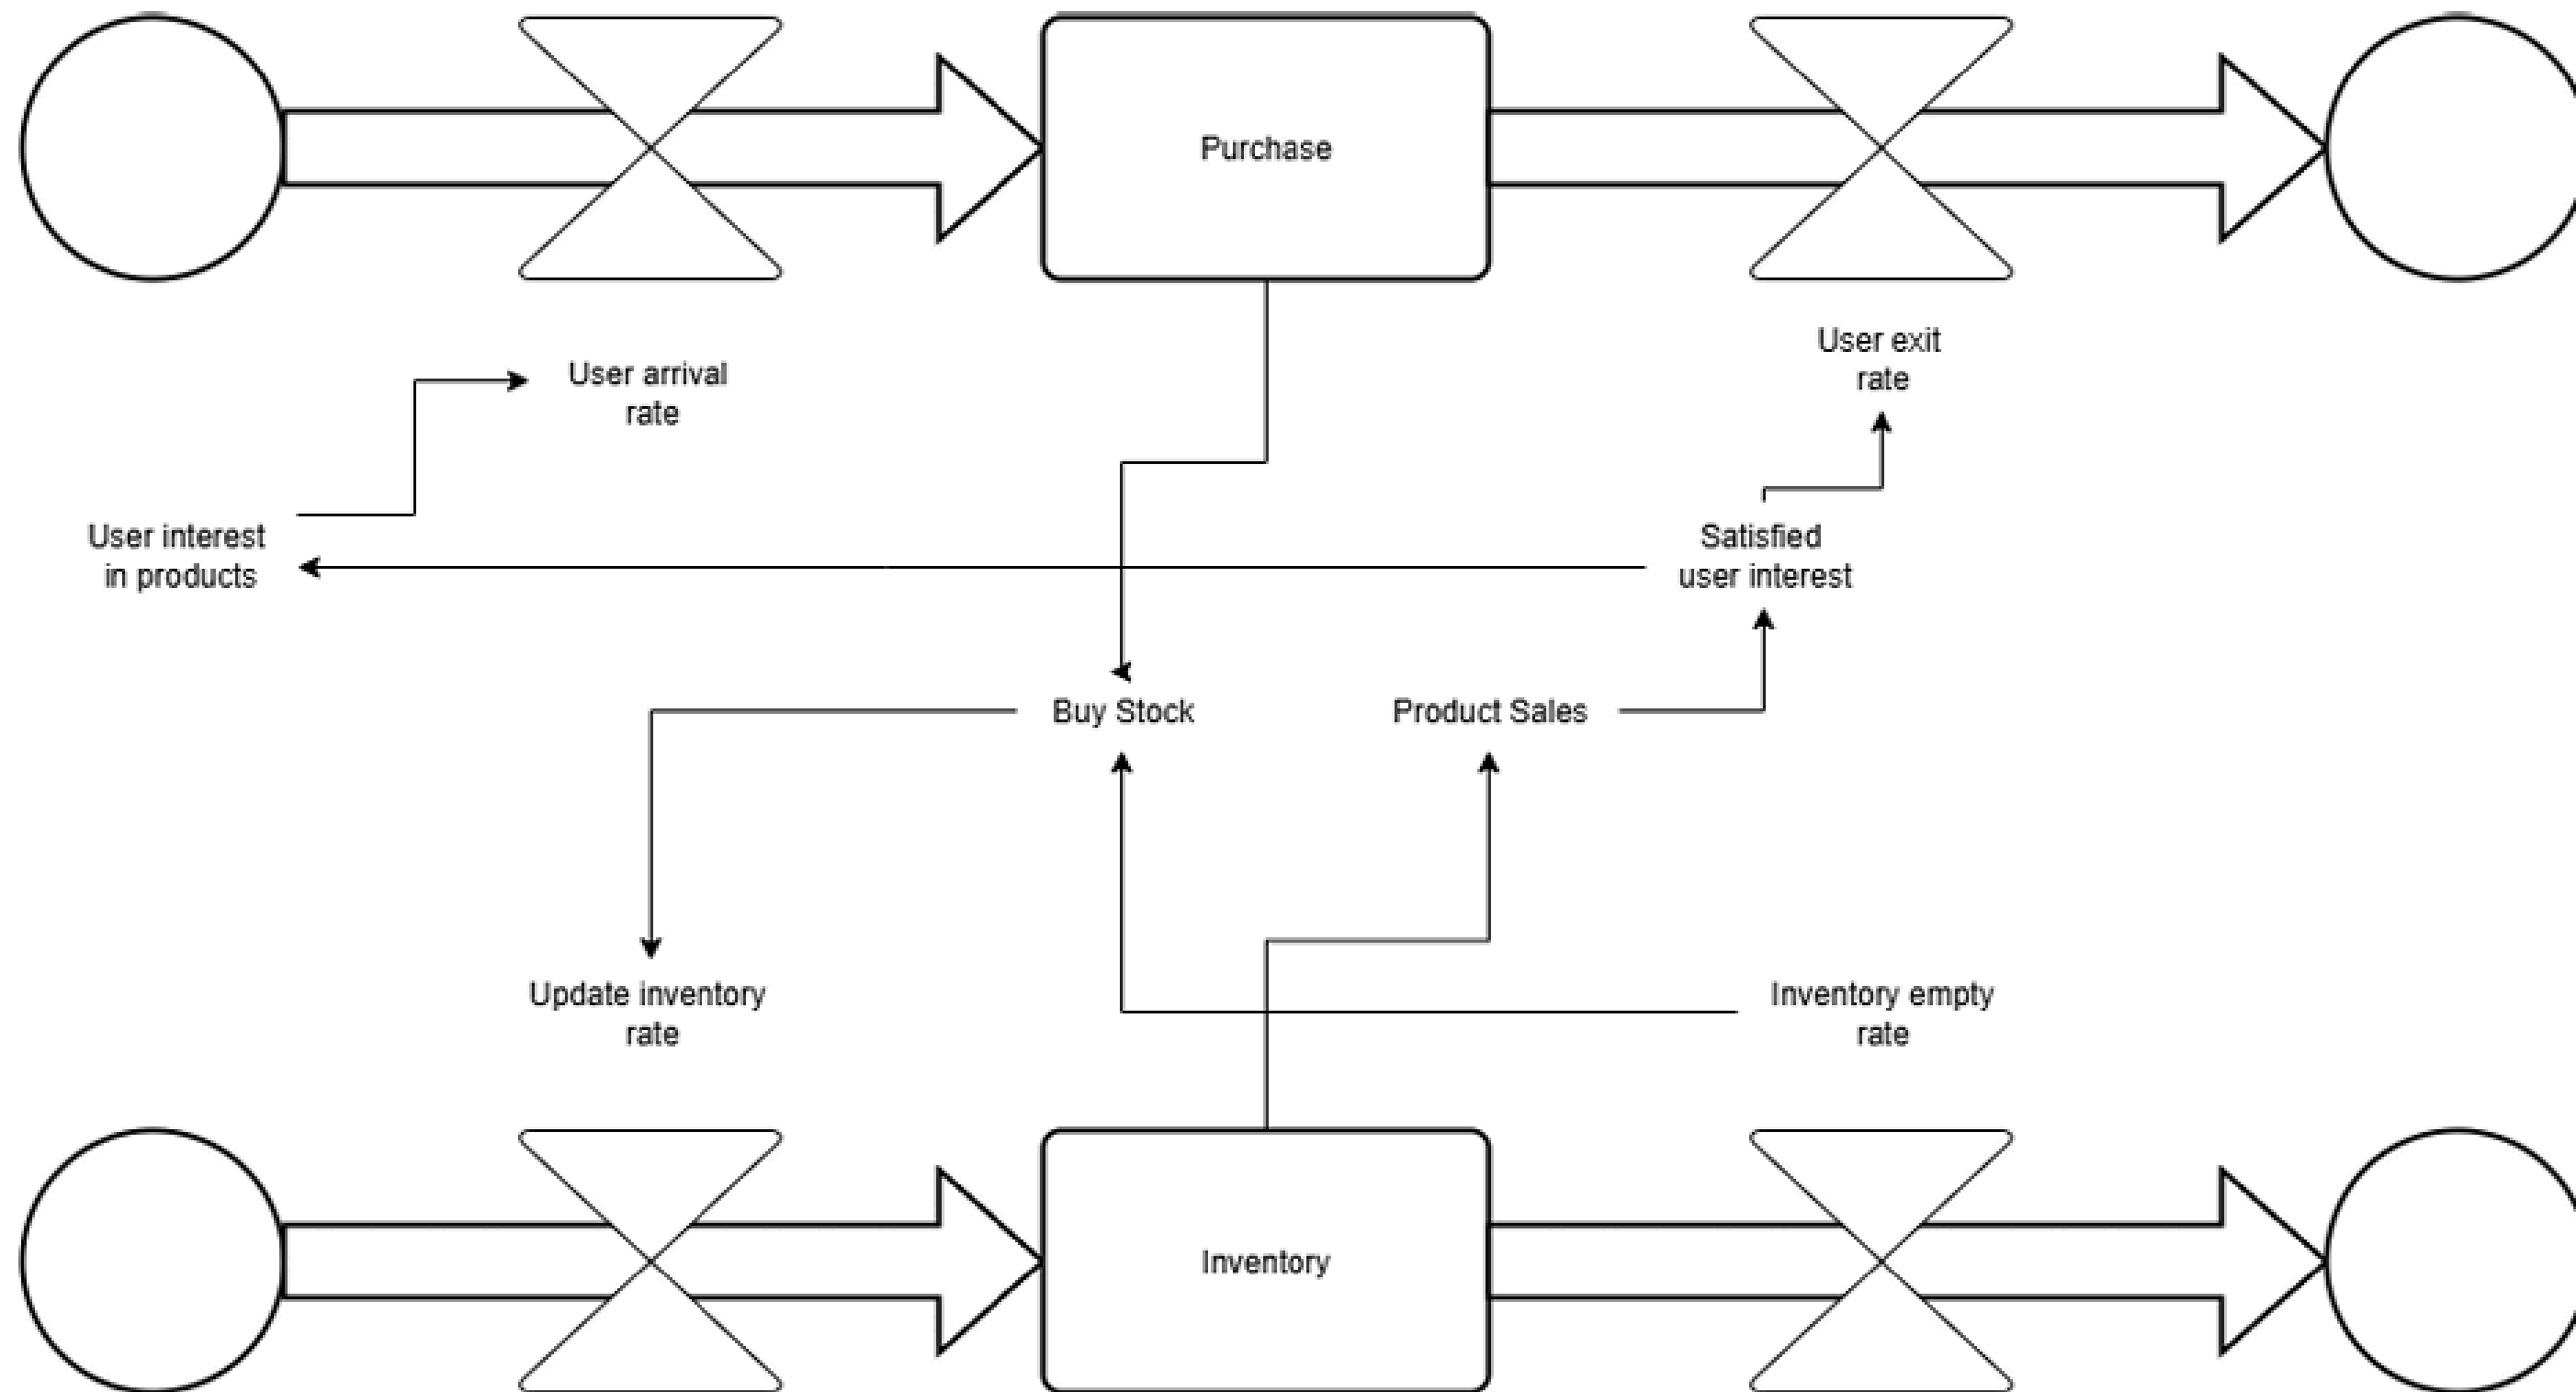 Purchase
User exit
rate
User arrival
rate
User interest
in products
Satisfied
user interest
Buy Stock
Product Sales
Update inventory
rate
Inventory empty
rate
Inventory